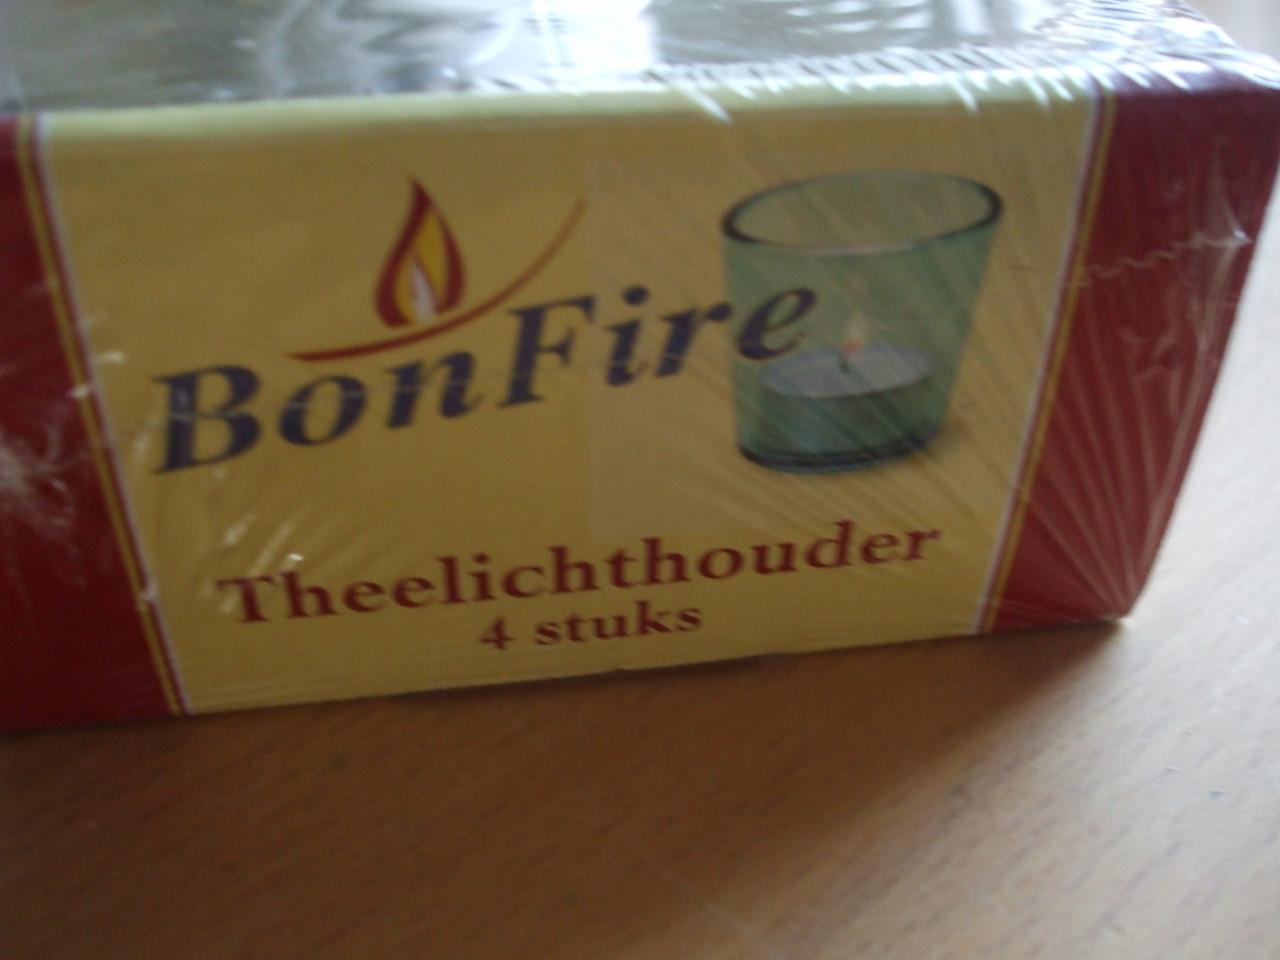 BonFire
Theelichthouder
4 stuks